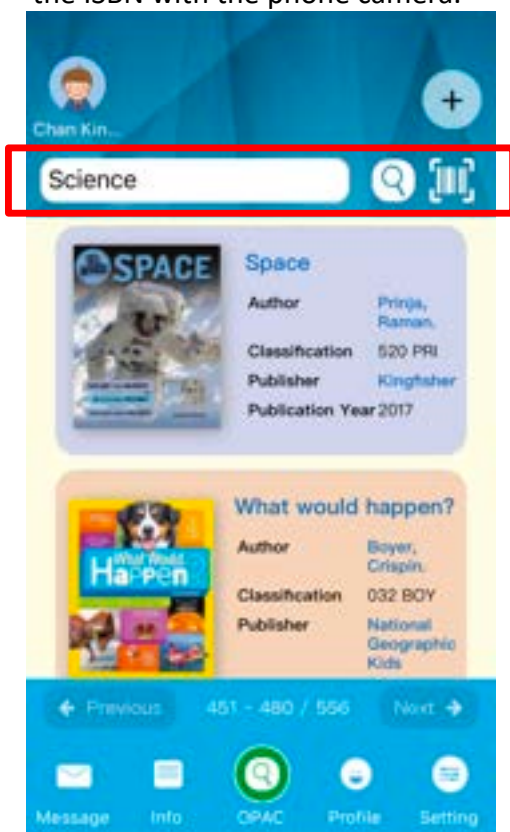 the ISBN with the phone camera.
Chan Kin...
+
Science
SPACE
Space
Author Prinja, Raman.
Classification 520 PRI
Publisher Kingfisher
Publication Year 2017
What would happen?
What Would
HaPPen
Author Boyer, Crispin.
Classification 032 BOY
Publisher National Geographic Kids
← Previous 451 - 480 / 556 Next →
Message Info OPAC Profile Setting